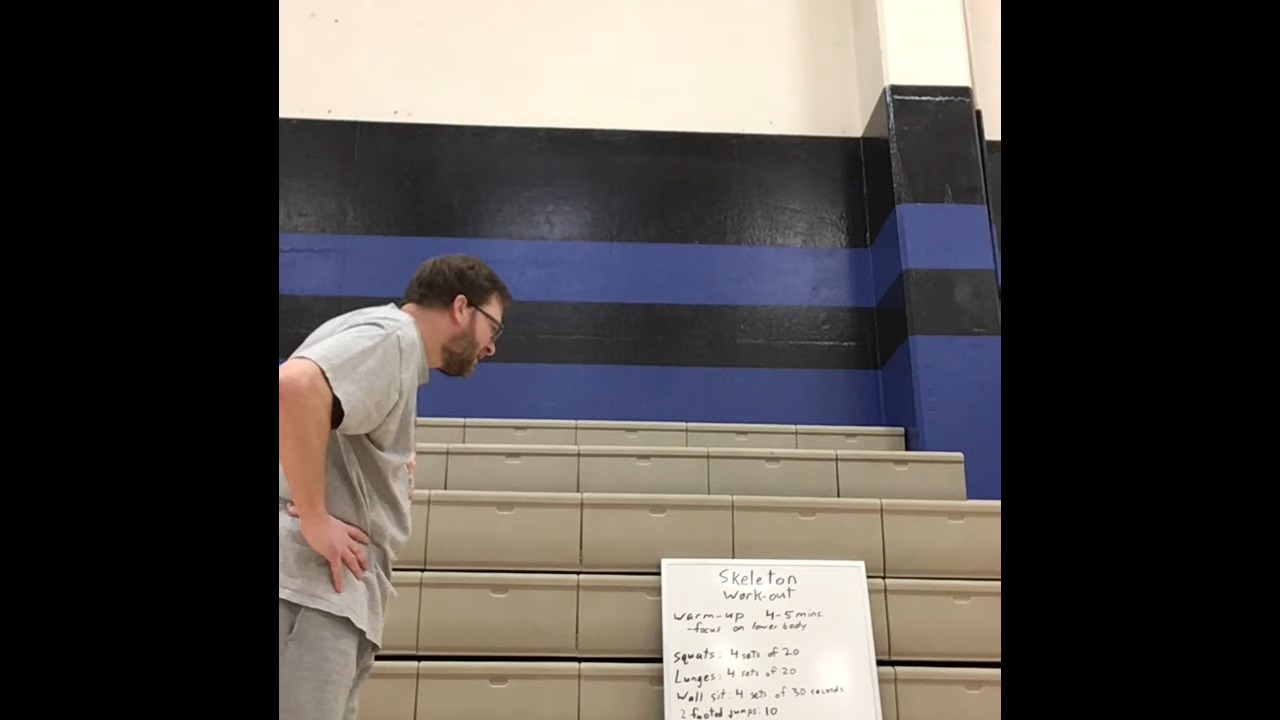 Skeleton
work-out
warm-up 4-5 mins.
-focus on lower body
squats: 4 sets of 20
Lunges: 4 sets of 20
Wall sit: 4 sets of 30 seconds
2 footed jumps: 10